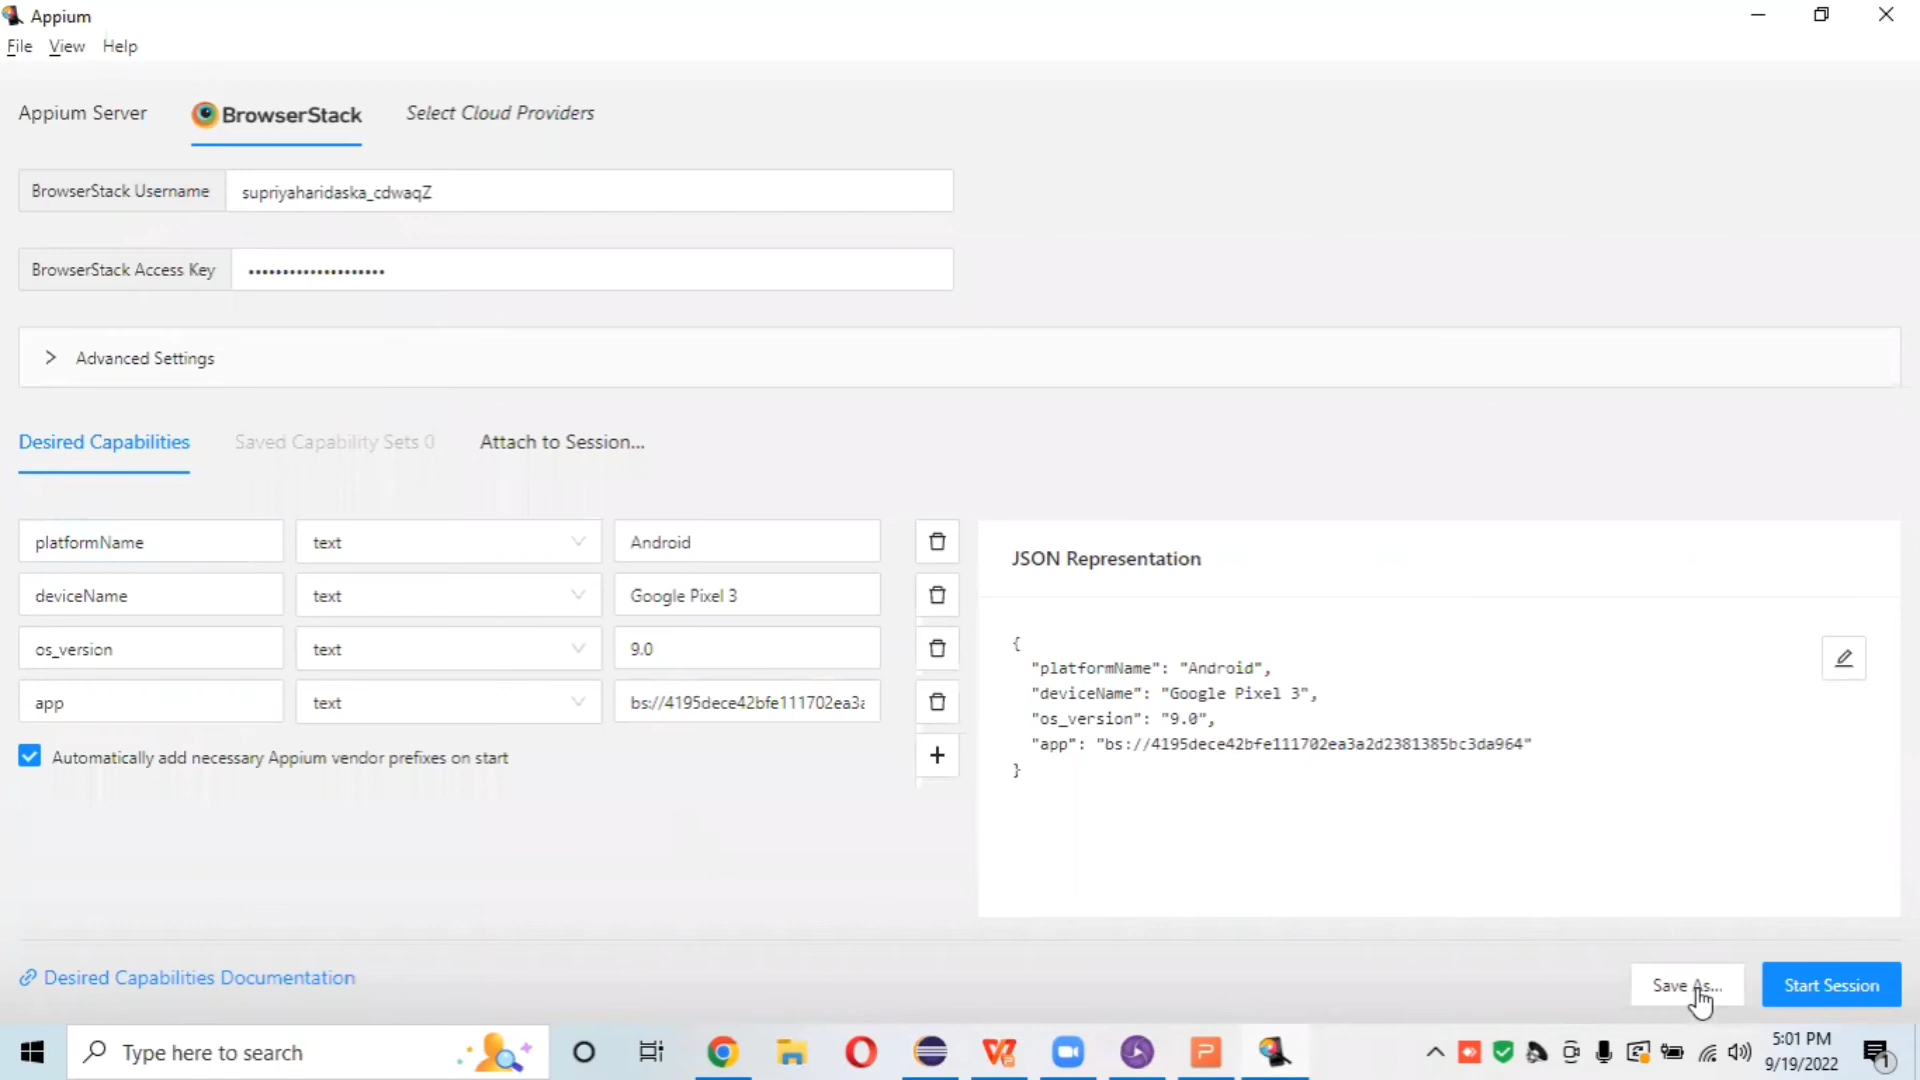 Appium
File View Help
Appium Server
BrowserStack
Select Cloud Providers
BrowserStack Username
supriyaharidaska_cdwaqZ
BrowserStack Access Key
••••••••••••••••••••
Advanced Settings
Desired Capabilities
Saved Capability Sets 0
Attach to Session...
platformName text Android
deviceName text Google Pixel 3
os_version text 9.0
app text bs://4195dece42bfe111702ea3a
Automatically add necessary Appium vendor prefixes on start
JSON Representation
{
"platformName": "Android",
"deviceName": "Google Pixel 3",
"os_version": "9.0",
"app": "bs://4195dece42bfe111702ea3a2d2381385bc3da964"
}
Desired Capabilities Documentation
Save As...
Start Session
Type here to search
5:01 PM
9/19/2022
1